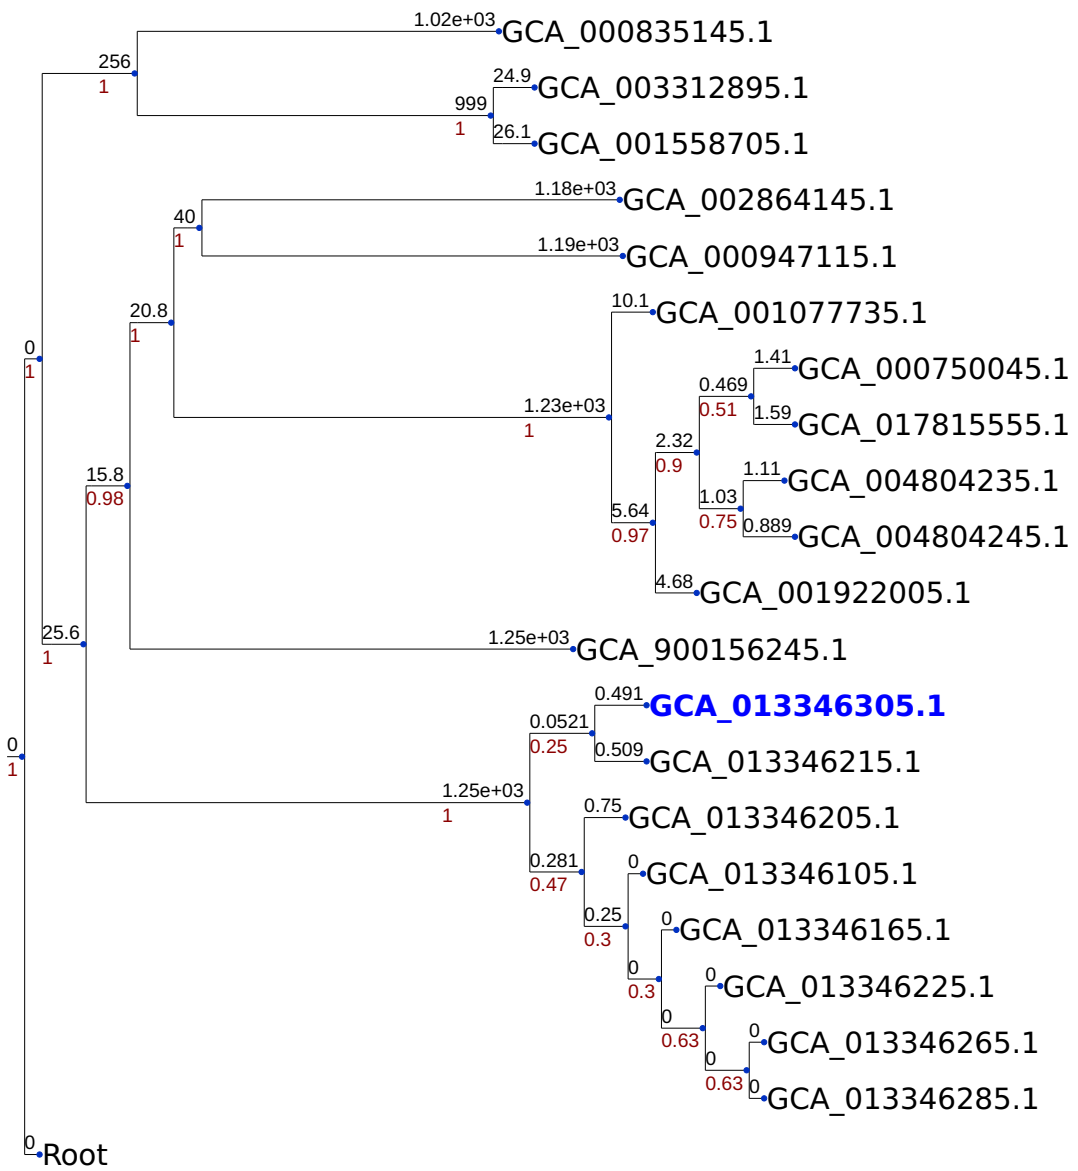 1.02e+03 GCA_000835145.1
256
1
24.9 GCA_003312895.1
999
1
26.1 GCA_001558705.1
1.18e+03 GCA_002864145.1
40
1
1.19e+03 GCA_000947115.1
20.8
1
10.1 GCA_001077735.1
0
1
1.41 GCA_000750045.1
0.469
0.51
1.59 GCA_017815555.1
1.23e+03
1
2.32
0.9
1.11 GCA_004804235.1
15.8
0.98
1.03
0.75
0.889 GCA_004804245.1
5.64
0.97
4.68 GCA_001922005.1
25.6
1
1.25e+03 GCA_900156245.1
0.491 GCA_013346305.1
0.0521
0.25
0
1
0.509 GCA_013346215.1
1.25e+03
1
0.75 GCA_013346205.1
0.281
0.47
0 GCA_013346105.1
0.25
0.3
0 GCA_013346165.1
0
0.3
0 GCA_013346225.1
0
0.63
0 GCA_013346265.1
0
0.63
0 GCA_013346285.1
0 Root